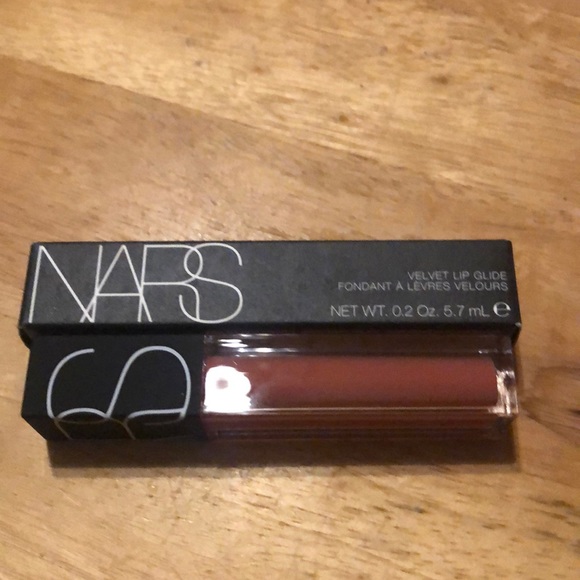 NARS
VELVET LIP GLIDE
FONDANT À LÈVRES VELOURS
NET WT. 0.2 Oz. 5.7 mL ℮